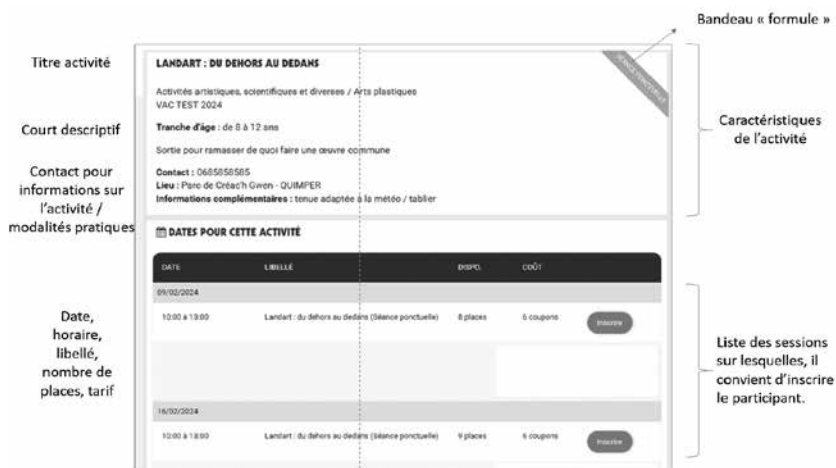 Bandeau « formule »
Titre activité
LANDART : DU DEHORS AU DEDANS
SÉANCE PONCTUELLE
Activités artistiques, scientifiques et diverses / Arts plastiques
VAC TEST 2024
Court descriptif
Tranche d'âge : de 8 à 12 ans
Caractéristiques
de l'activité
Sortie pour ramasser de quoi faire une œuvre commune
Contact pour
informations sur
l'activité /
modalités pratiques
Contact : 0685858585
Lieu : Parc de Créac'h Gwen - QUIMPER
Informations complémentaires : tenue adaptée à la météo / tablier
DATES POUR CETTE ACTIVITÉ
DATE LIBELLÉ DISPO. COÛT
09/02/2024
10:00 à 13:00 Landart : du dehors au dedans (Séance ponctuelle) 8 places 6 coupons Inscrire
Date,
horaire,
libellé,
nombre de
places, tarif
Liste des sessions
sur lesquelles, il
convient d'inscrire
le participant.
16/02/2024
10:00 à 13:00 Landart : du dehors au dedans (Séance ponctuelle) 9 places 6 coupons Inscrire